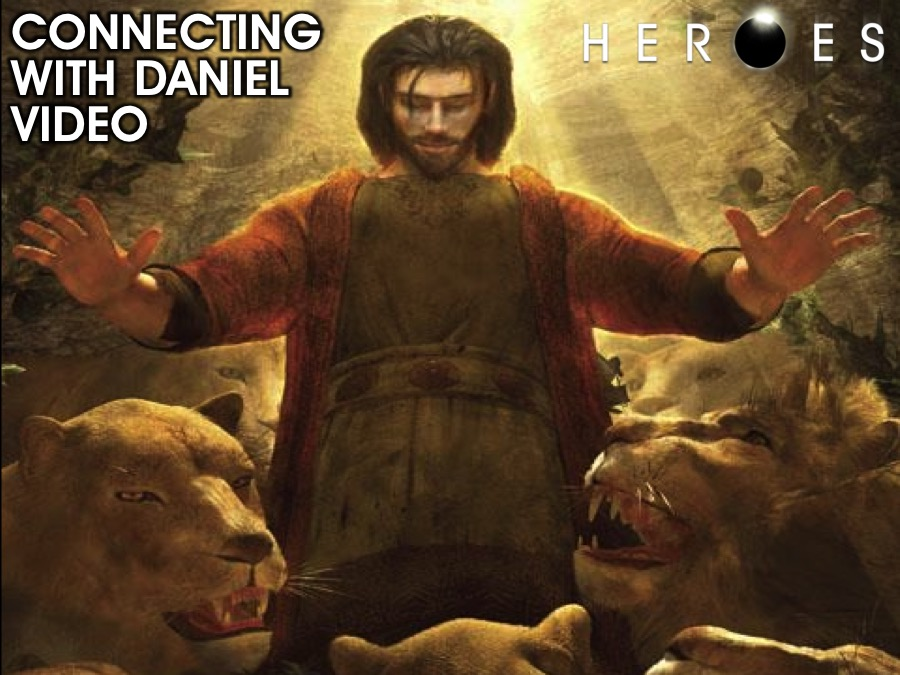 CONNECTING
WITH DANIEL
VIDEO
HEROES